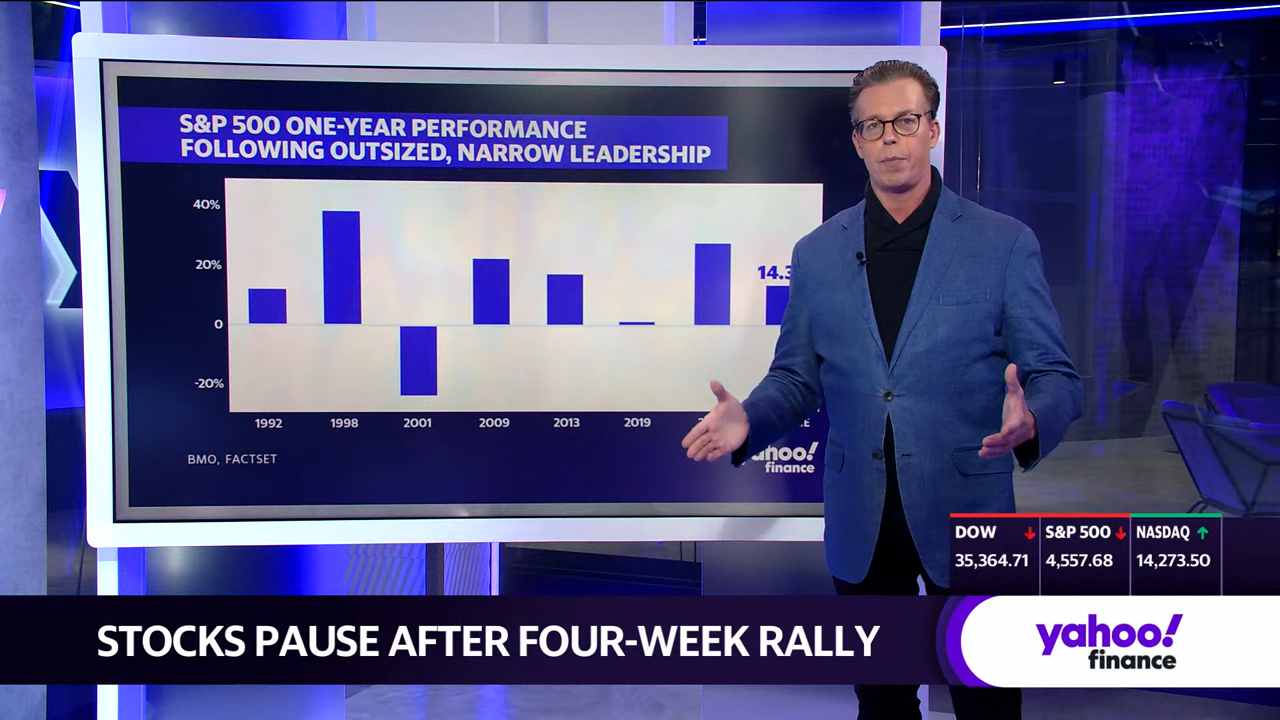 S&P 500 ONE-YEAR PERFORMANCE
FOLLOWING OUTSIZED, NARROW LEADERSHIP
40%
20%
14.3
0
-20%
1992 1998 2001 2009 2013 2019
BMO, FACTSET
yahoo!
finance
DOW S&P 500 NASDAQ
35,364.71 4,557.68 14,273.50
STOCKS PAUSE AFTER FOUR-WEEK RALLY
yahoo!
finance